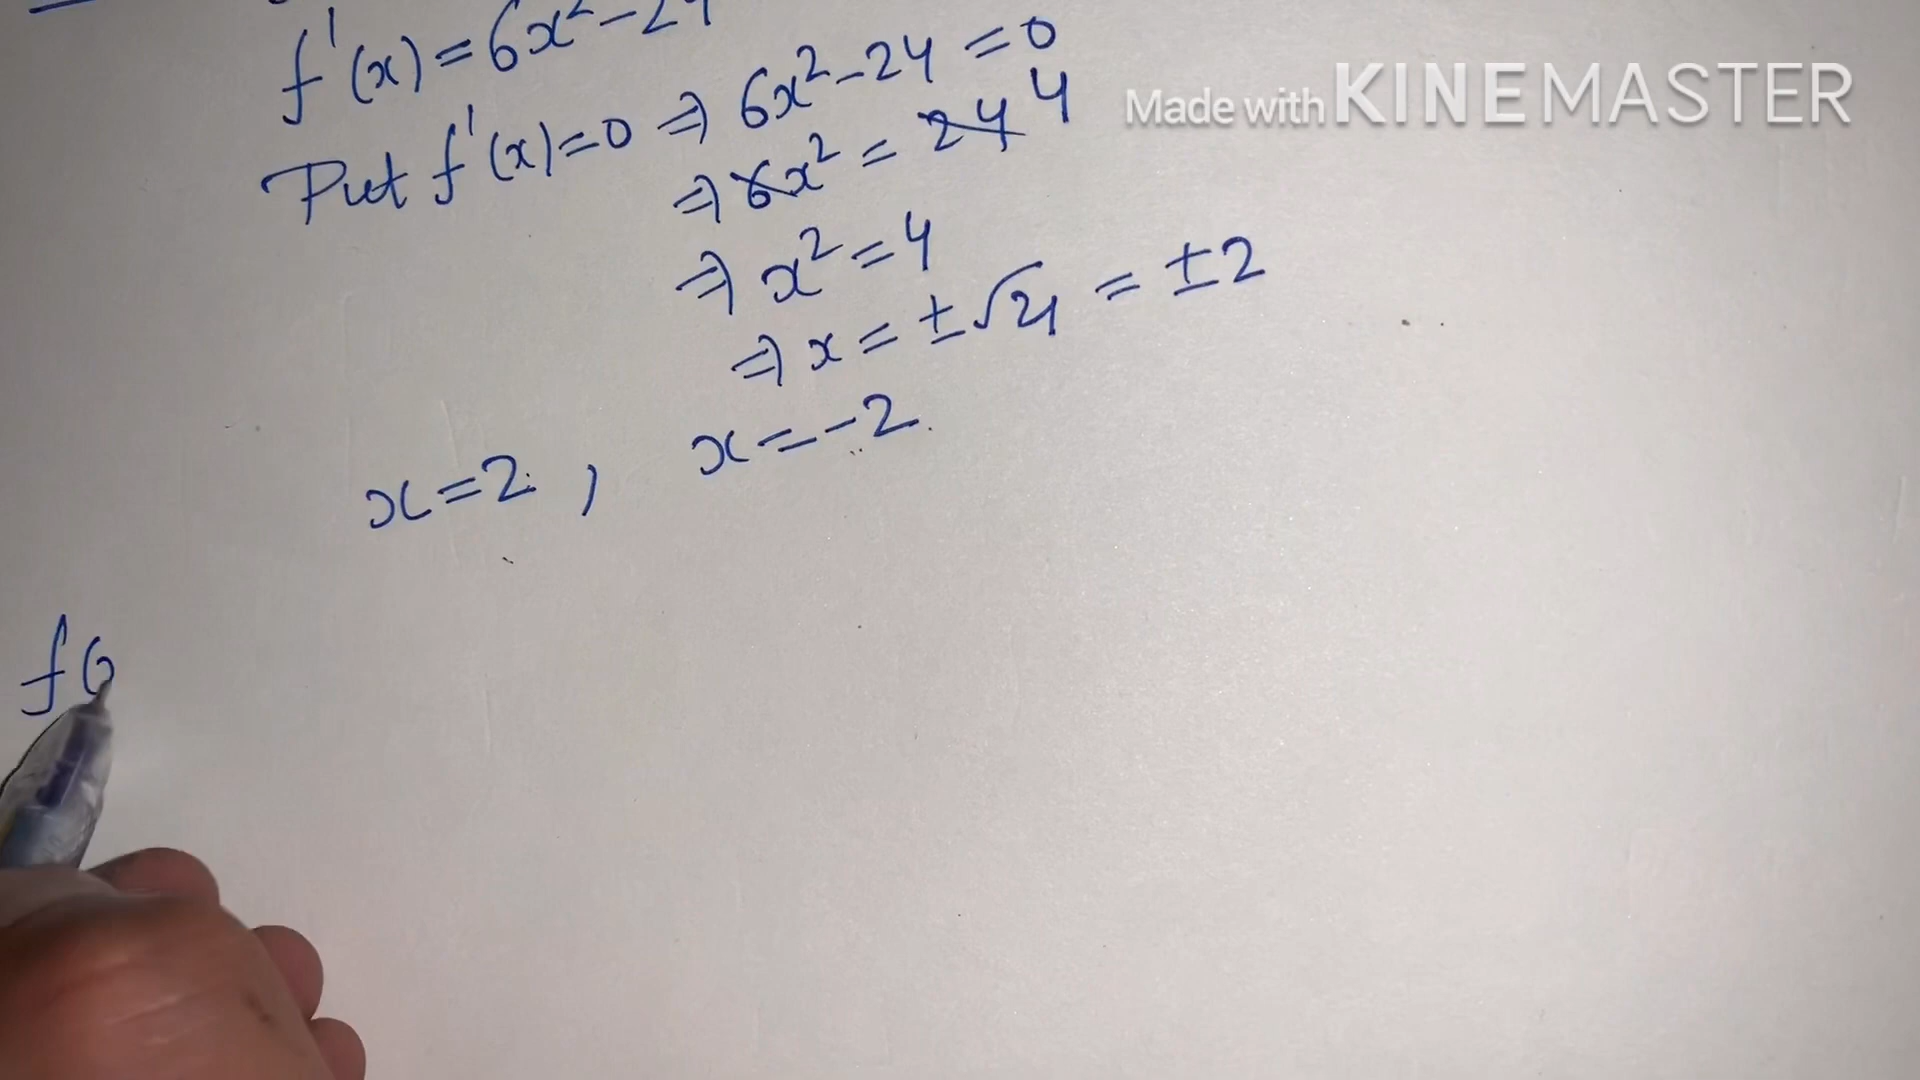 f'(x) = 6x² - 24
Put f'(x) = 0 ⇒ 6x² - 24 = 0
⇒ 6x² = 24 4
⇒ x² = 4
⇒ x = ±√4 = ±2
x = 2 , x = -2
f(
Made with KINEMASTER